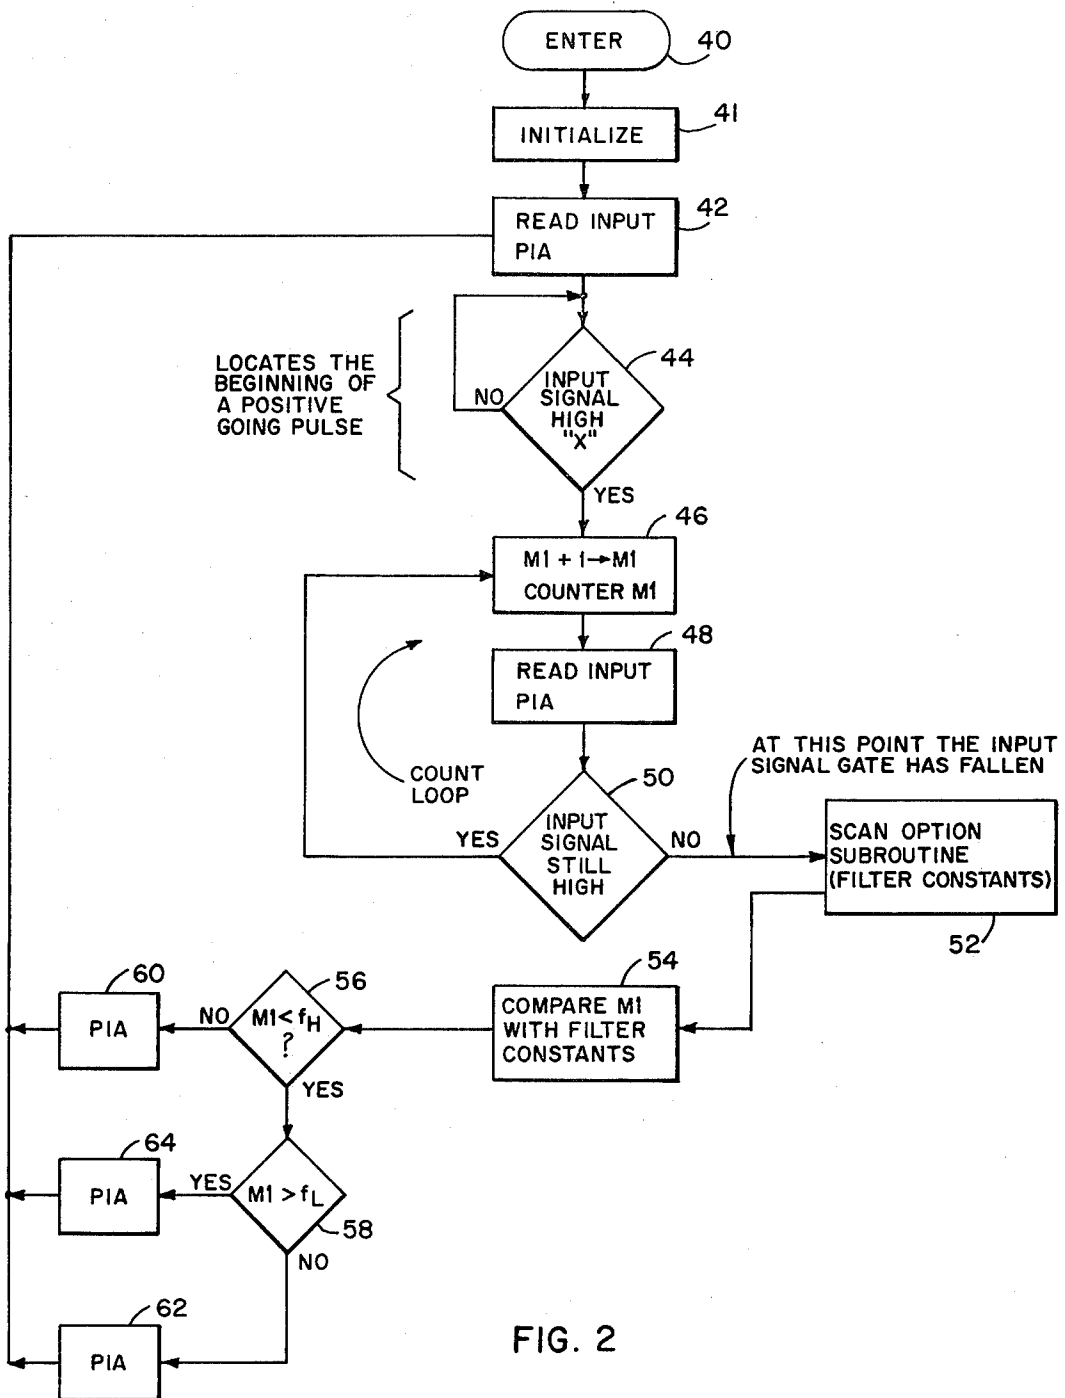 ENTER
40
INITIALIZE
41
READ INPUT
PIA
42
LOCATES THE
BEGINNING OF
A POSITIVE
GOING PULSE
NO
INPUT
SIGNAL
HIGH
"X"
44
YES
46
M1 + 1→M1
COUNTER M1
48
READ INPUT
PIA
COUNT
LOOP
50
YES
INPUT
SIGNAL
STILL
HIGH
NO
AT THIS POINT THE INPUT
SIGNAL GATE HAS FALLEN
SCAN OPTION
SUBROUTINE
(FILTER CONSTANTS)
52
54
COMPARE M1
WITH FILTER
CONSTANTS
56
M1 < fH
?
NO
YES
60
PIA
64
PIA
YES
M1 > fL
58
NO
62
PIA
FIG. 2